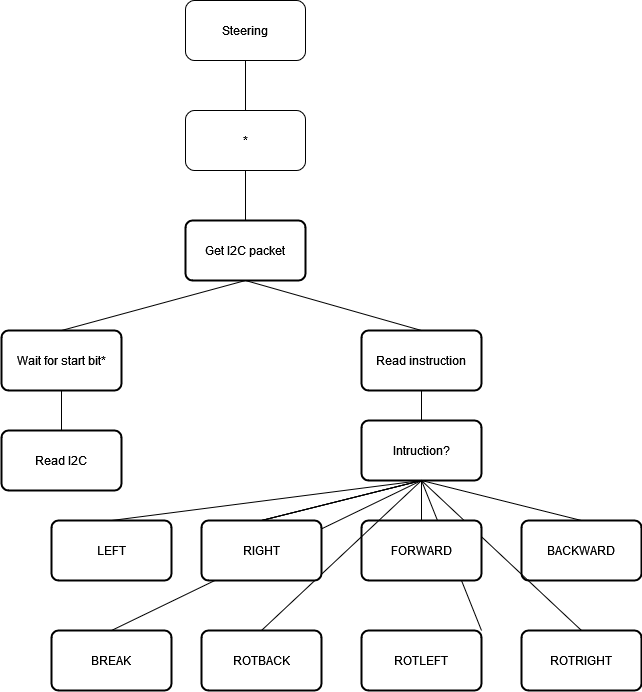 Steering
*
Get I2C packet
Wait for start bit*
Read instruction
Read I2C
Intruction?
LEFT
RIGHT
FORWARD
BACKWARD
BREAK
ROTBACK
ROTLEFT
ROTRIGHT